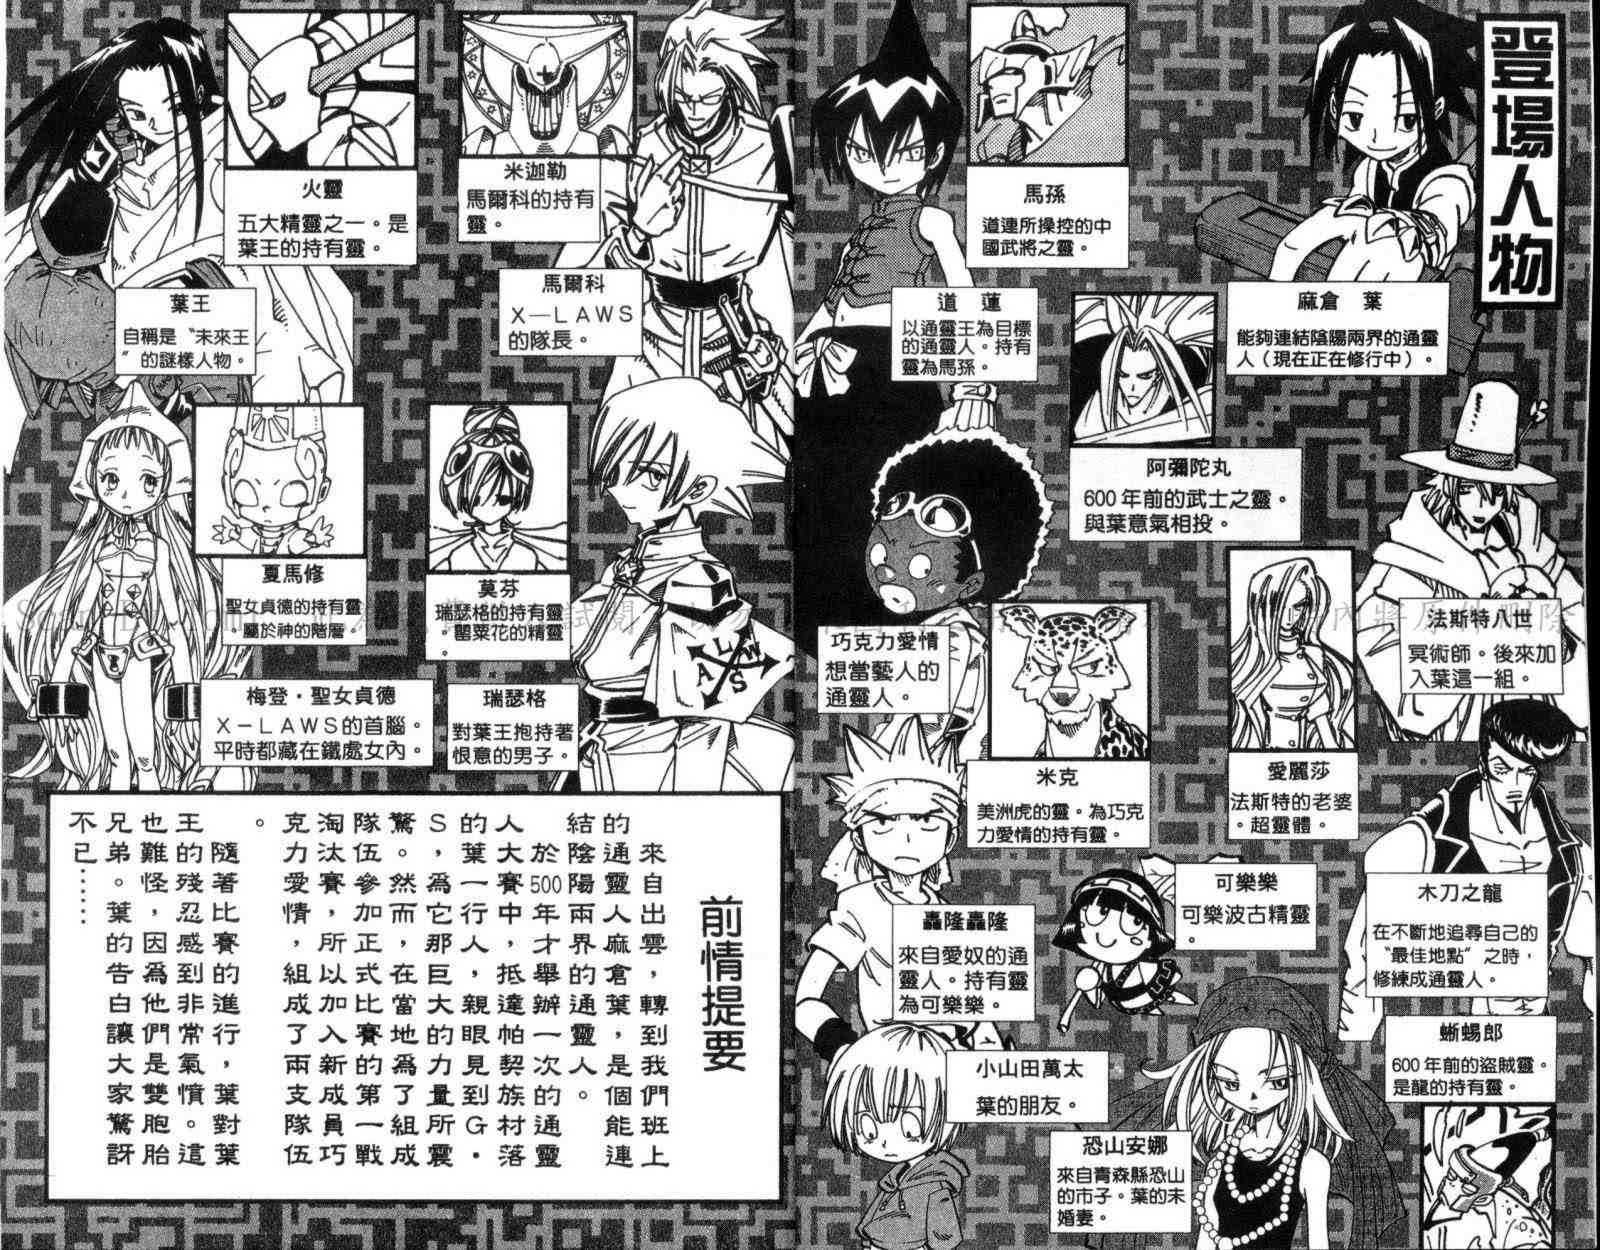 登場人物
麻倉　葉
能夠連結陰陽兩界的通靈
人（現在正在修行中）。
馬孫
道連所操控的中
國武將之靈。
道　蓮
以通靈王為目標
的通靈人。持有
靈為馬孫。
阿彌陀丸
600年前的武士之靈。
與葉意氣相投。
法斯特八世
冥術師。後來加
入葉這一組。
巧克力愛情
想當藝人的
通靈人。
米克
美洲虎的靈。為巧克
力愛情的持有靈。
愛麗莎
法斯特的老婆
。超靈體。
木刀之龍
在不斷地追尋自己的
“最佳地點”之時，
修練成通靈人。
可樂樂
可樂波古精靈
。
轟隆轟隆
來自愛奴的通
靈人。持有靈
為可樂樂。
蜥蜴郎
600年前的盜賊靈。
是龍的持有靈。
小山田萬太
葉的朋友。
恐山安娜
來自青森縣恐山
的市子。葉的未
婚妻。
米迦勒
馬爾科的持有
靈。
馬爾科
X—LAWS
的隊長。
火靈
五大精靈之一。是
葉王的持有靈。
葉王
自稱是“未來王
”的謎樣人物。
夏馬修
聖女貞德的持有靈
。屬於神的階層。
莫芬
瑞瑟格的持有靈
。罌粟花的精靈
梅登・聖女貞德
X－LAWS的首腦。
平時都藏在鐵處女內
。
瑞瑟格
對葉王抱持著
恨意的男子。
LAWS
前情提要
來自出雲，轉到我們班上
的通靈人麻倉葉，是個能連
結陰陽兩界的通靈人。
於500年才舉辦一次的通靈
人大賽中，抵達帕契族村落
的葉一行人，親眼見到G・
S，為它那巨大的力量所震
驚。然而，在當地為了組成
隊伍參加正式比賽的第一戰
淘汰賽，所以加入新成員巧
克力愛情，組成了兩支隊伍
。
隨著比賽的進行，葉對葉
王的殘忍感到非常氣憤。這
也難怪，因為他們是雙胞胎
兄弟。葉的告白讓大家驚訝
不已……